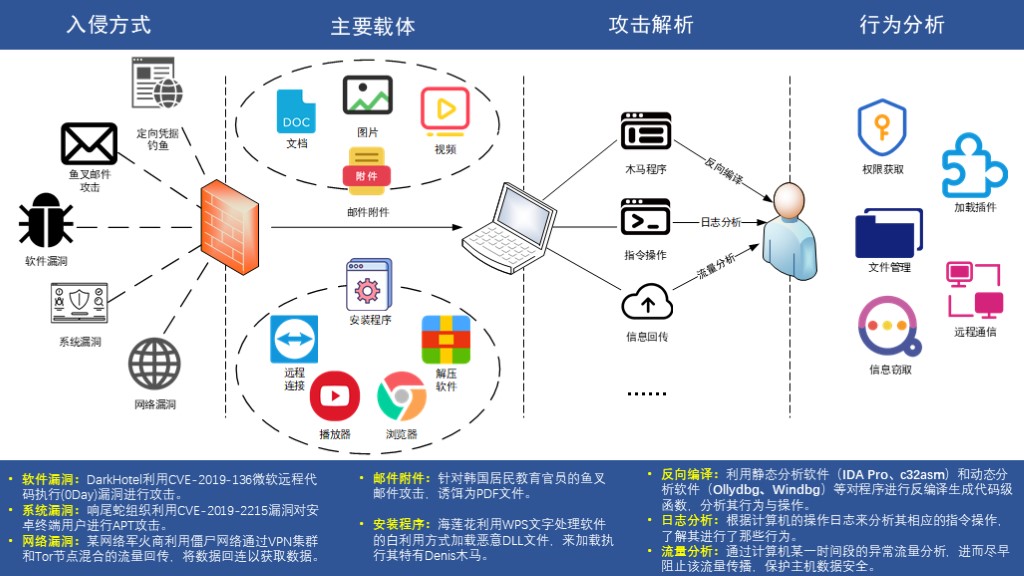 入侵方式
主要载体
攻击解析
行为分析
定向凭据
钓鱼
鱼叉邮件
攻击
软件漏洞
系统漏洞
网络漏洞
DOC
文档
图片
视频
附件
邮件附件
安装程序
远程
连接
解压
软件
播放器
浏览器
木马程序
指令操作
信息回传
......
反向编译
日志分析
流量分析
权限获取
加载插件
文件管理
远程通信
信息窃取
• 软件漏洞：DarkHotel利用CVE-2019-136微软远程代
码执行(0Day)漏洞进行攻击。
• 系统漏洞：响尾蛇组织利用CVE-2019-2215漏洞对安
卓终端用户进行APT攻击。
• 网络漏洞：某网络军火商利用僵尸网络通过VPN集群
和Tor节点混合的流量回传，将数据回连以获取数据。
• 邮件附件：针对韩国居民教育官员的鱼叉
邮件攻击，诱饵为PDF文件。
• 安装程序：海莲花利用WPS文字处理软件
的白利用方式加载恶意DLL文件，来加载执
行其特有Denis木马。
• 反向编译：利用静态分析软件（IDA Pro、c32asm）和动态分
析软件（Ollydbg、Windbg）等对程序进行反编译生成代码级
函数，分析其行为与操作。
• 日志分析：根据计算机的操作日志来分析其相应的指令操作，
了解其进行了那些行为。
• 流量分析：通过计算机某一时间段的异常流量分析，进而尽早
阻止该流量传播，保护主机数据安全。